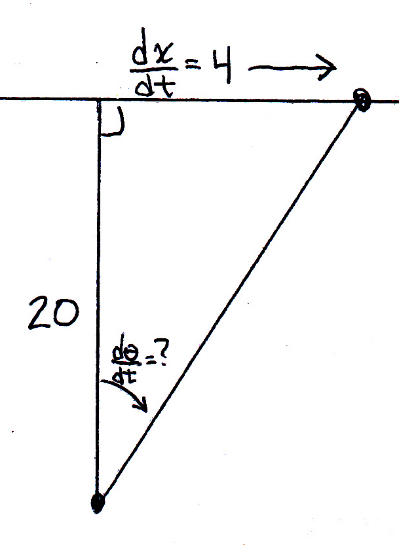 dx/dt = 4
20
dθ/dt = ?